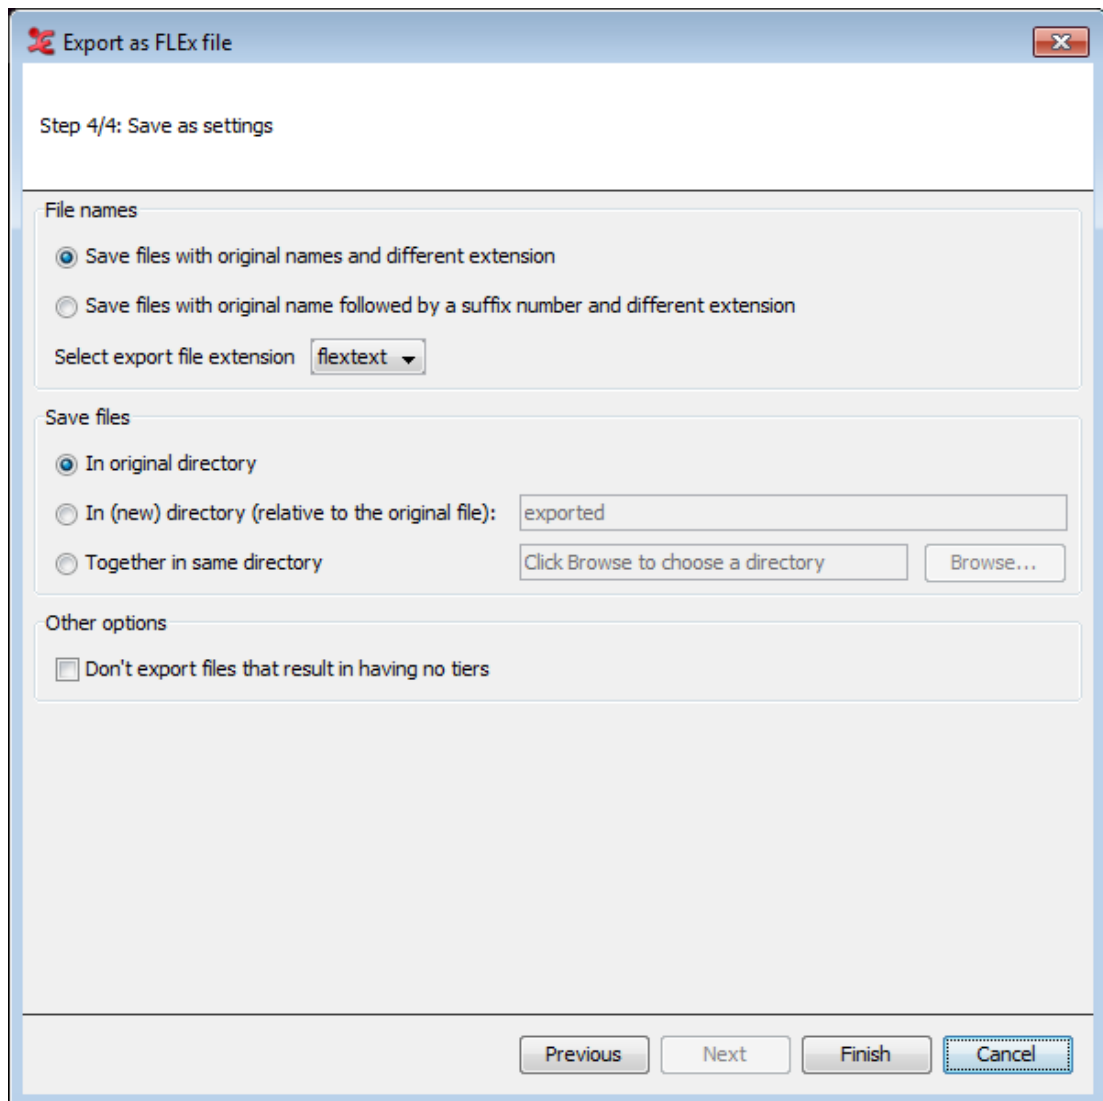 Export as FLEx file
Step 4/4: Save as settings
File names
Save files with original names and different extension
Save files with original name followed by a suffix number and different extension
Select export file extension flextext
Save files
In original directory
In (new) directory (relative to the original file): exported
Together in same directory Click Browse to choose a directory Browse...
Other options
Don't export files that result in having no tiers
Previous Next Finish Cancel